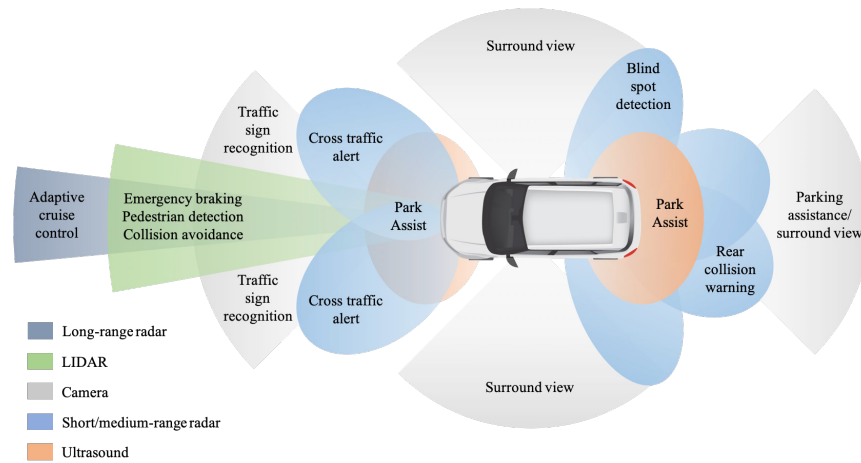 Surround view
Blind
spot
detection
Traffic
sign
recognition
Cross traffic
alert
Adaptive
cruise
control
Emergency braking
Pedestrian detection
Collision avoidance
Park
Assist
Park
Assist
Parking
assistance/
surround view
Rear
collision
warning
Traffic
sign
recognition
Cross traffic
alert
Surround view
Long-range radar
LIDAR
Camera
Short/medium-range radar
Ultrasound